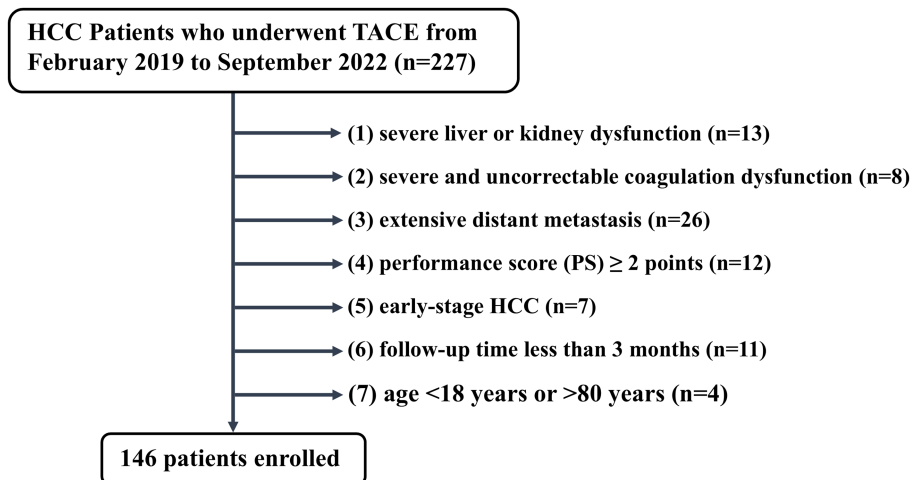 HCC Patients who underwent TACE from
February 2019 to September 2022 (n=227)
(1) severe liver or kidney dysfunction (n=13)
(2) severe and uncorrectable coagulation dysfunction (n=8)
(3) extensive distant metastasis (n=26)
(4) performance score (PS) ≥ 2 points (n=12)
(5) early-stage HCC (n=7)
(6) follow-up time less than 3 months (n=11)
(7) age <18 years or >80 years (n=4)
146 patients enrolled